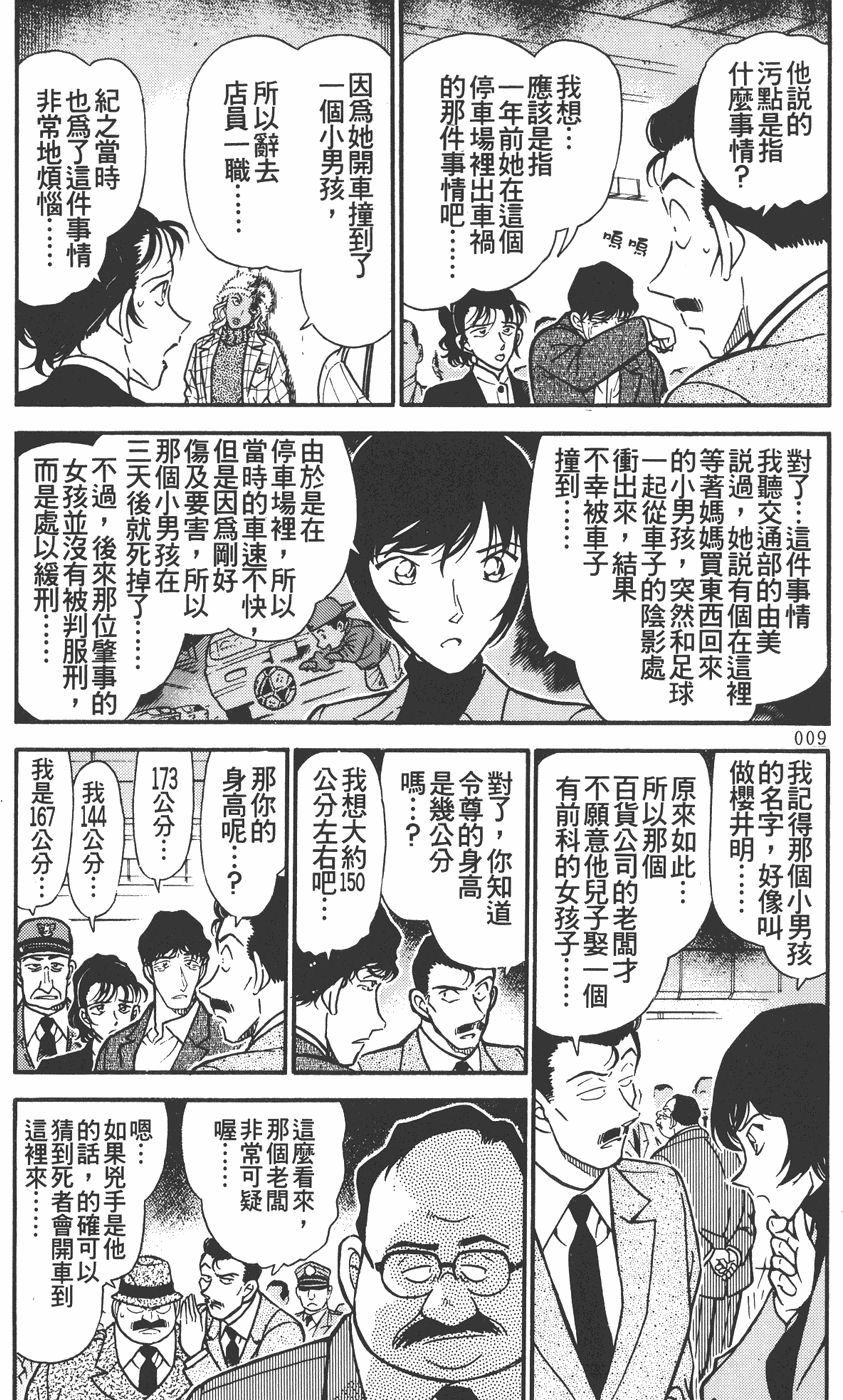 他說的
污點是指
什麼事情?
我想…
應該是指
一年前她在這個
停車場裡出車禍
的那件事情吧……
嗚嗚
因爲她開車撞到了
一個小男孩,
所以辭去
店員一職……
紀之當時
也爲了這件事情
非常地煩惱……
對了…這件事情
我聽交通部的由美
說過,她說有個在這裡
等著媽媽買東西回來
的小男孩,突然和足球
一起從車子的陰影處
衝出來,結果
不幸被車子
撞到……
由於是在
停車場裡,所以
當時的車速不快,
但是因爲剛好
傷及要害,所以
那個小男孩在
三天後就死掉了……
不過,後來那位肇事的
女孩並沒有被判服刑,
而是處以緩刑……
009
我記得那個小男孩
的名字,好像叫
做櫻井明……
原來如此…
所以那個
百貨公司的老闆才
不願意他兒子娶一個
有前科的女孩子……
對了,你知道
令尊的身高
是幾公分
嗎…?
我想大約150
公分左右吧…
那你的
身高呢…?
173
公分…
我
144
公分…
我
是
167
公分…
這麼看來,
那個老闆
非常可疑
喔……
嗯…
如果兇手是他
的話,的確可以
猜到死者會開車到
這裡來……